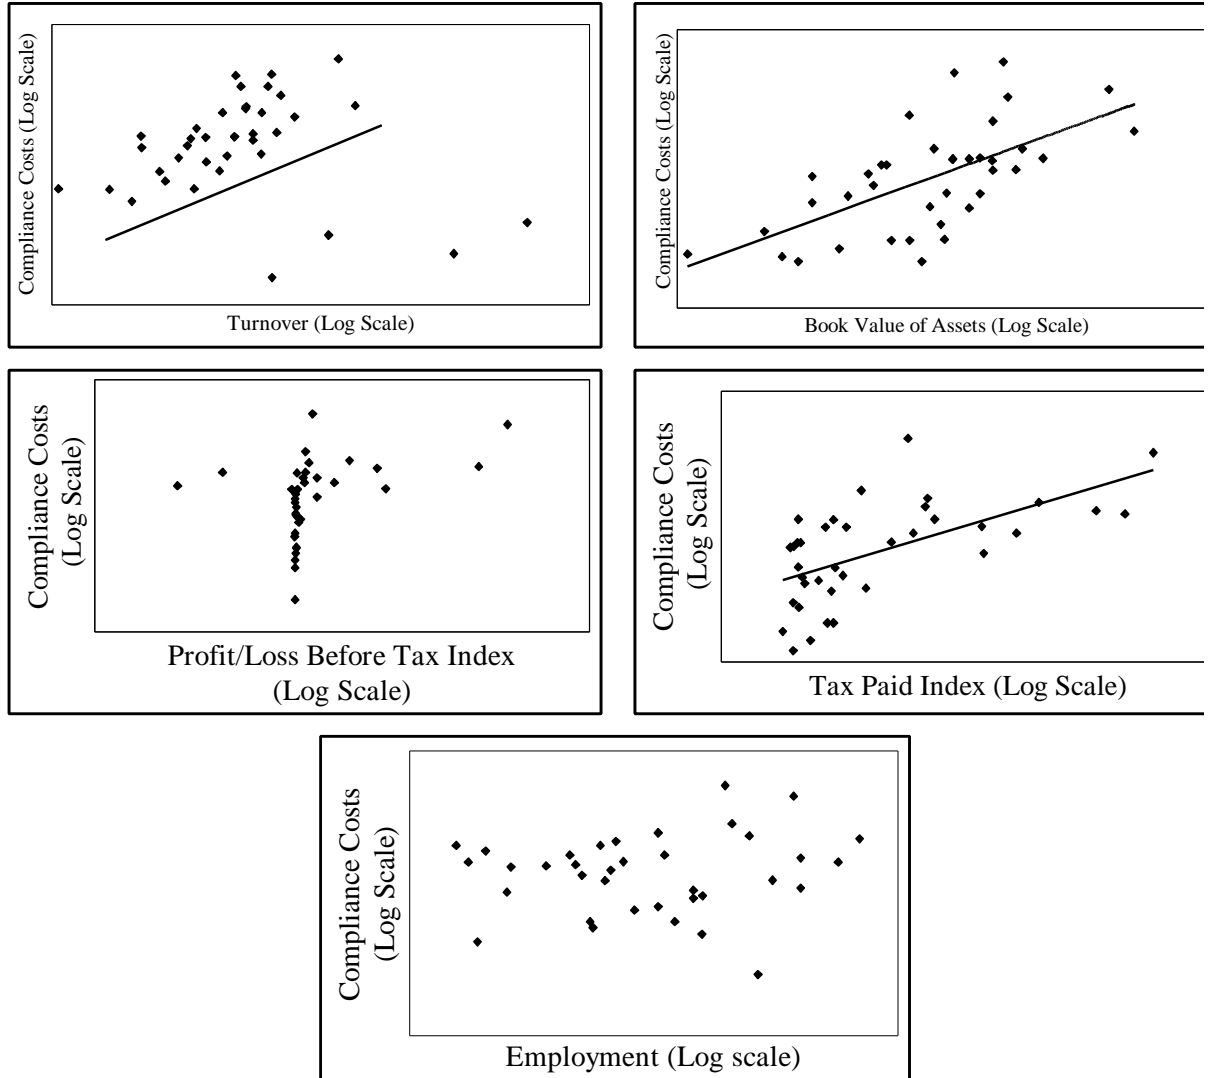 Compliance Costs (Log Scale)
Turnover (Log Scale)
Compliance Costs (Log Scale)
Book Value of Assets (Log Scale)
Compliance Costs
(Log Scale)
Profit/Loss Before Tax Index
(Log Scale)
Compliance Costs
(Log Scale)
Tax Paid Index (Log Scale)
Compliance Costs
(Log Scale)
Employment (Log scale)